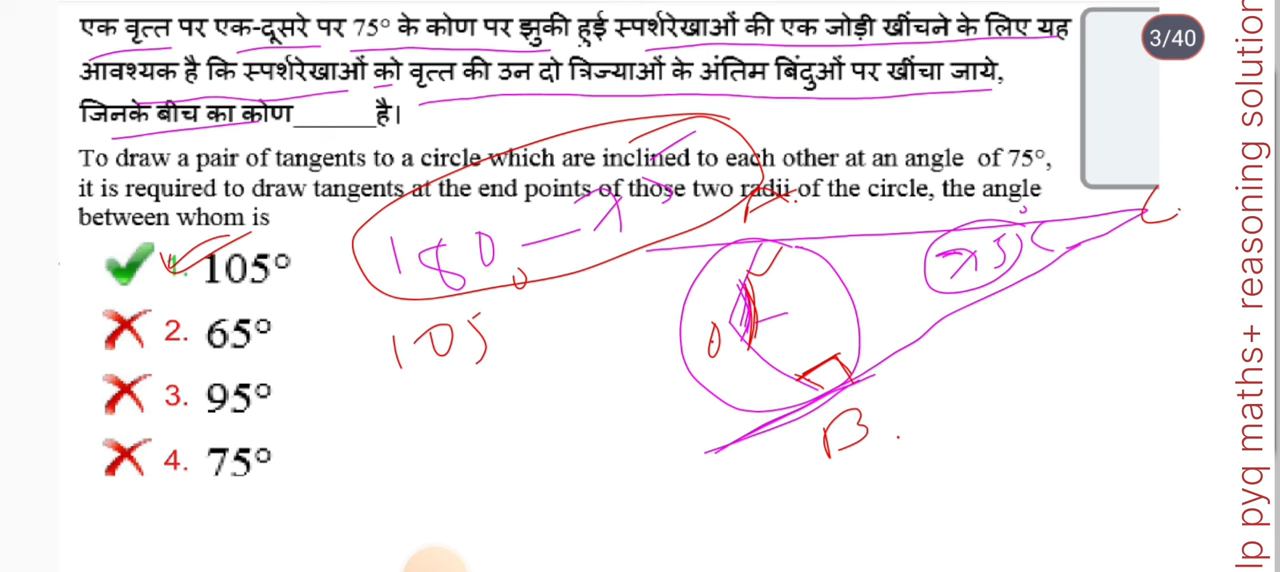 एक वृत्त पर एक-दूसरे पर 75° के कोण पर झुकी हुई स्पर्शरेखाओं की एक जोड़ी खींचने के लिए यह
आवश्यक है कि स्पर्शरेखाओं को वृत्त की उन दो त्रिज्याओं के अंतिम बिंदुओं पर खींचा जाये,
जिनके बीच का कोण______है।
3/40
To draw a pair of tangents to a circle which are inclined to each other at an angle of 75°,
it is required to draw tangents at the end points of those two radii of the circle, the angle
between whom is
1. 105°
2. 65°
3. 95°
4. 75°
180 - 75
105
A.
O
B.
C.
75°
lp pyq maths+ reasoning solution